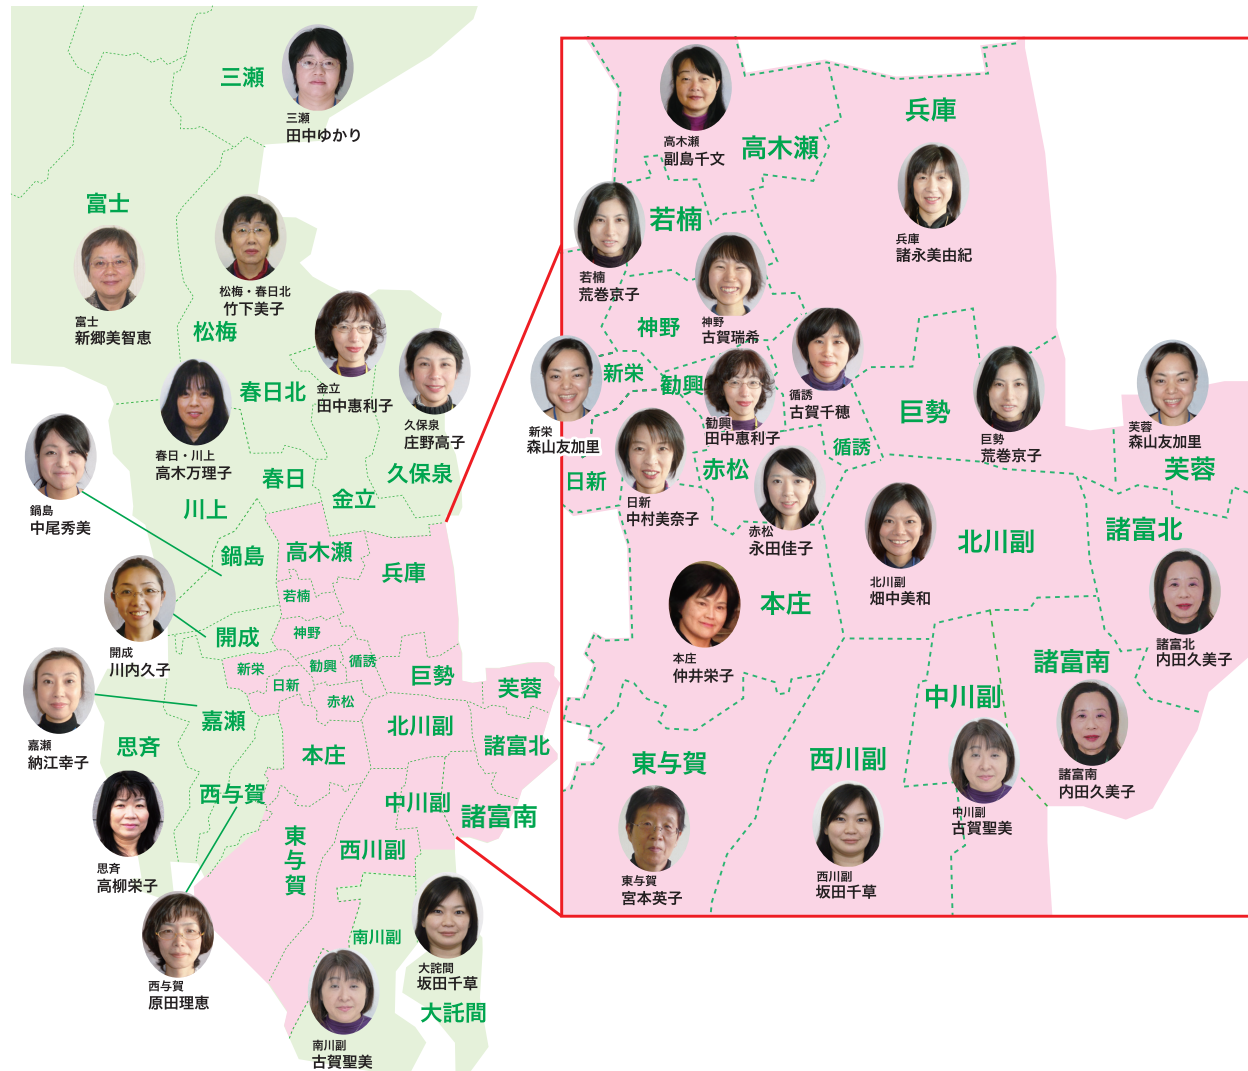 三瀬
三瀬
田中ゆかり
富士
富士
新郷美智恵
松梅・春日北
竹下美子
松梅
春日北
金立
田中惠利子
久保泉
庄野高子
久保泉
春日・川上
高木万理子
春日
金立
川上
鍋島
中尾秀美
鍋島
高木瀬
兵庫
若楠
開成
川内久子
開成
神野
新栄
勧興
循誘
日新
赤松
巨勢
芙蓉
嘉瀬
納江幸子
嘉瀬
思斉
本庄
北川副
諸富北
西与賀
中川副
諸富南
思斉
高柳栄子
東与賀
西川副
西与賀
原田理恵
南川副
大詫間
坂田千草
大託間
南川副
古賀聖美
高木瀬
副島千文
高木瀬
兵庫
兵庫
諸永美由紀
若楠
若楠
荒巻京子
神野
神野
古賀瑞希
新栄
新栄
森山友加里
勧興
勧興
田中惠利子
循誘
古賀千穂
循誘
巨勢
巨勢
荒巻京子
芙蓉
森山友加里
芙蓉
日新
日新
中村美奈子
赤松
赤松
永田佳子
北川副
畑中美和
北川副
諸富北
諸富北
内田久美子
本庄
本庄
仲井栄子
諸富南
諸富南
内田久美子
中川副
中川副
古賀聖美
東与賀
東与賀
宮本英子
西川副
西川副
坂田千草